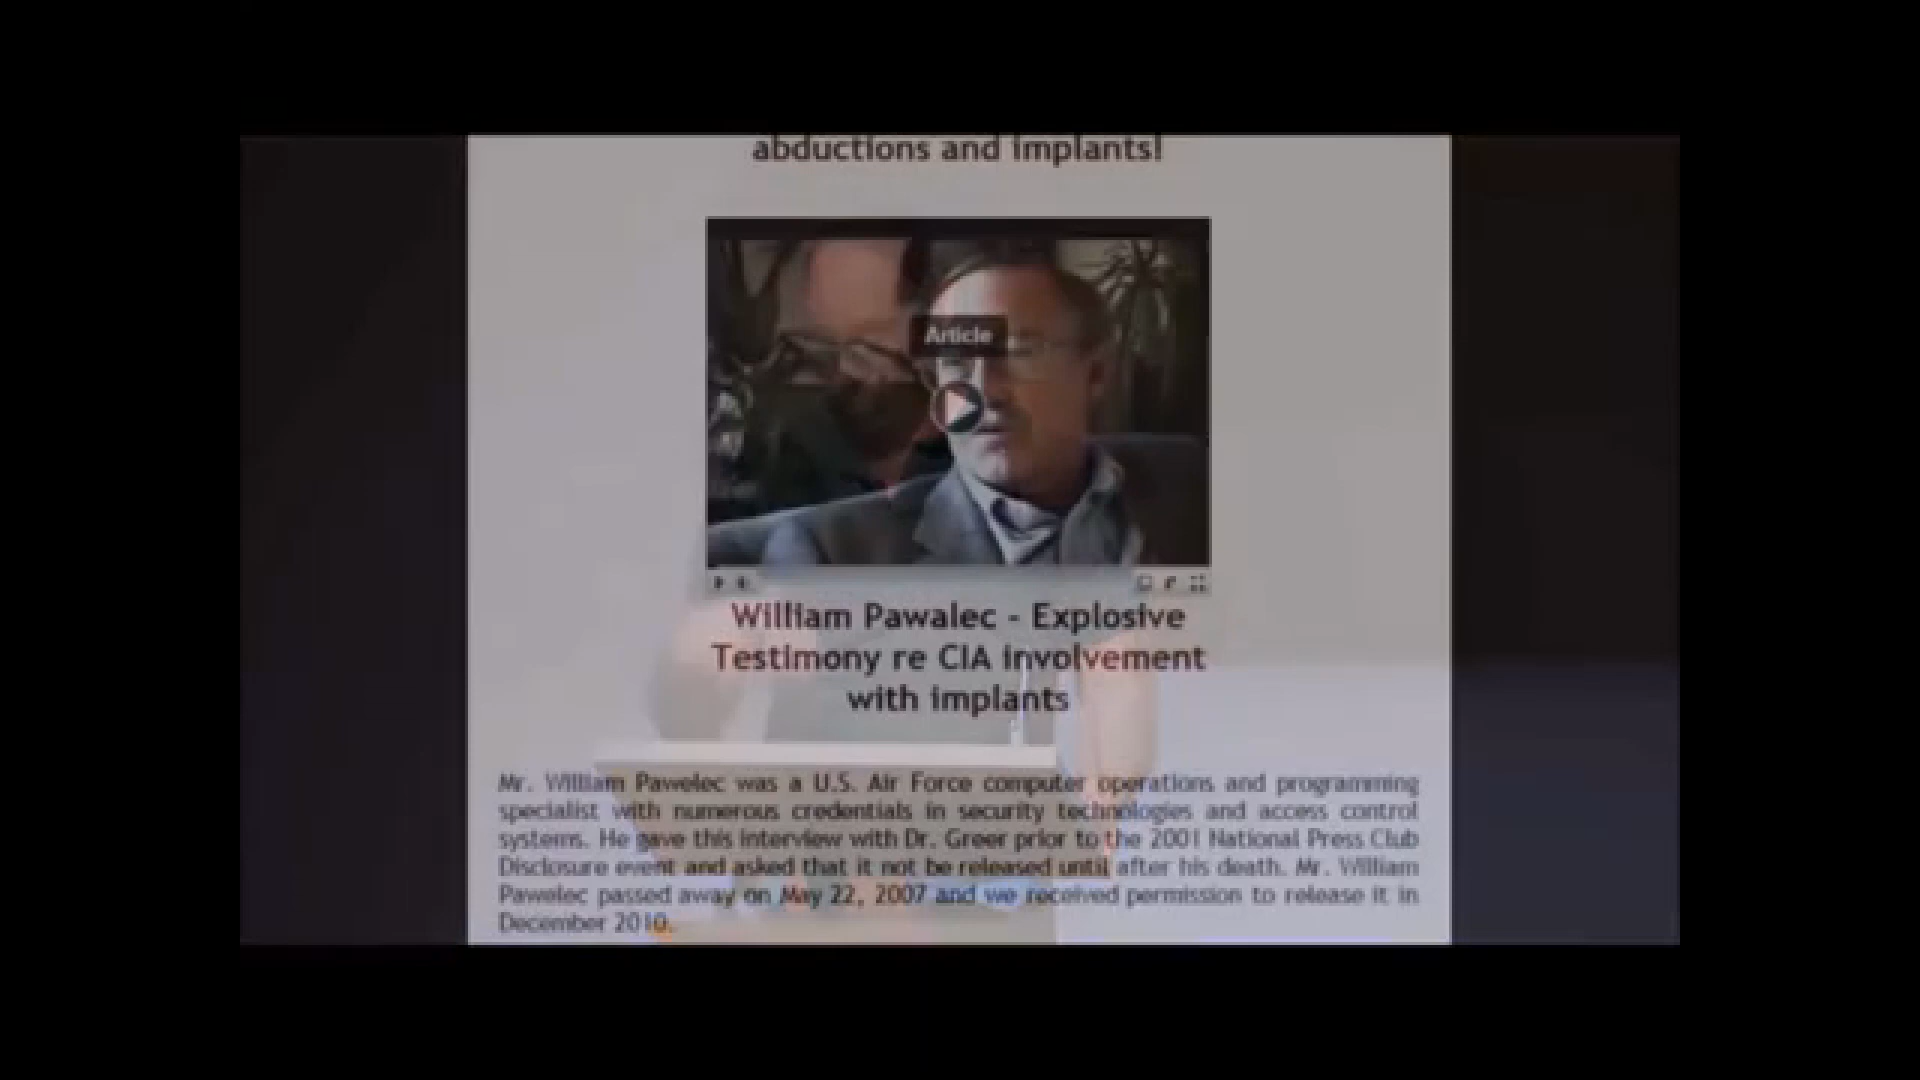 abductions and implants!
Article
William Pawalec - Explosive
Testimony re CIA involvement
with implants
Mr. William Pawelec was a U.S. Air Force computer operations and programming
specialist with numerous credentials in security technologies and access control
systems. He gave this interview with Dr. Greer prior to the 2001 National Press Club
Disclosure event and asked that it not be released until after his death. Mr. William
Pawelec passed away on May 22, 2007 and we received permission to release it in
December 2010.